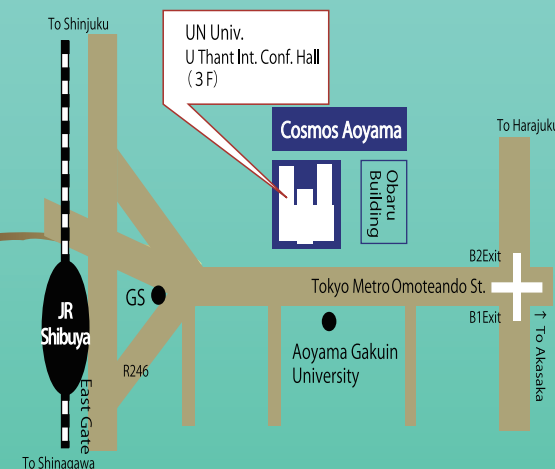 To Shinjuku
UN Univ.
U Thant Int. Conf. Hall
( 3 F)
Cosmos Aoyama
To Harajuku
Obaru
Building
B2Exit
Tokyo Metro Omoteando St.
GS
B1Exit
JR
Shibuya
↑ To Akasaka
Aoyama Gakuin
University
R246
East Gate
To Shinagawa